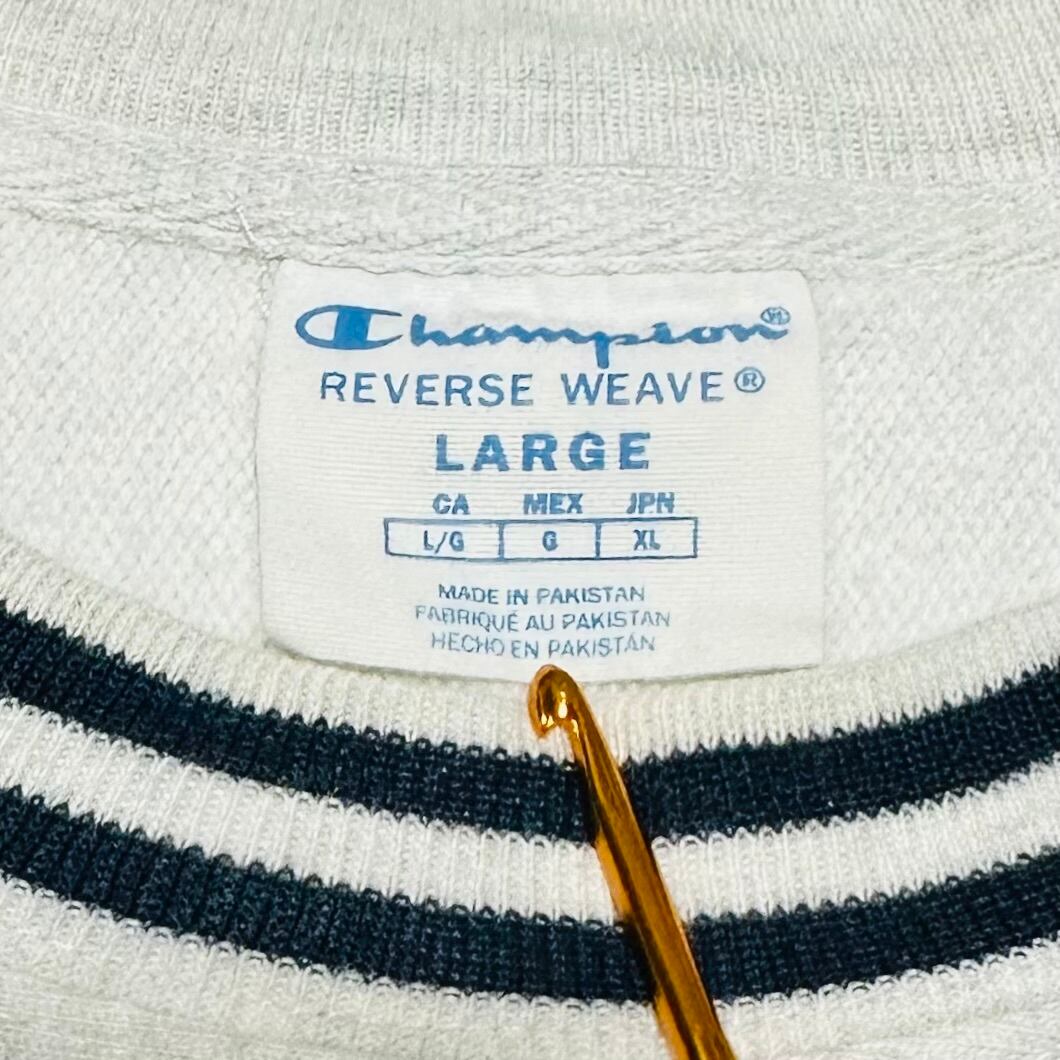 Champion®
REVERSE WEAVE®
LARGE
CA MEX JPN
L/G G XL
MADE IN PAKISTAN
FABRIQUÉ AU PAKISTAN
HECHO EN PAKISTÁN